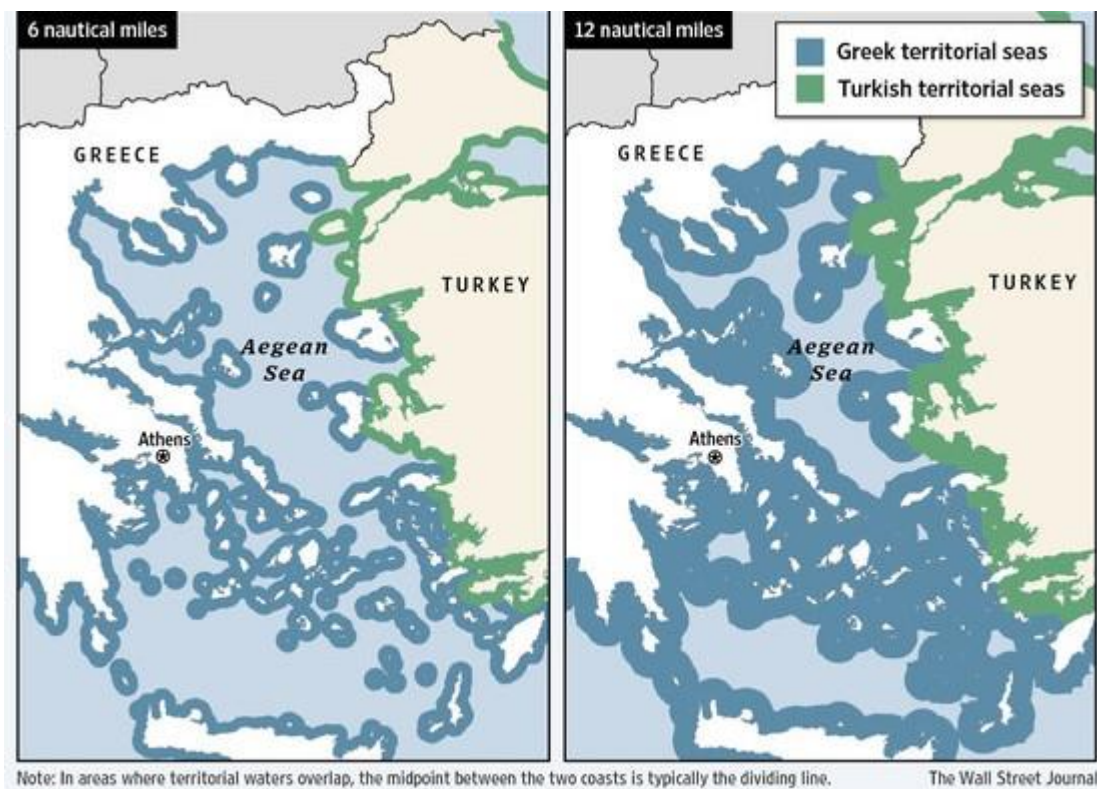 6 nautical miles
GREECE
TURKEY
Aegean
Sea
Athens
12 nautical miles
Greek territorial seas
Turkish territorial seas
GREECE
TURKEY
Aegean
Sea
Athens
Note: In areas where territorial waters overlap, the midpoint between the two coasts is typically the dividing line.
The Wall Street Journal